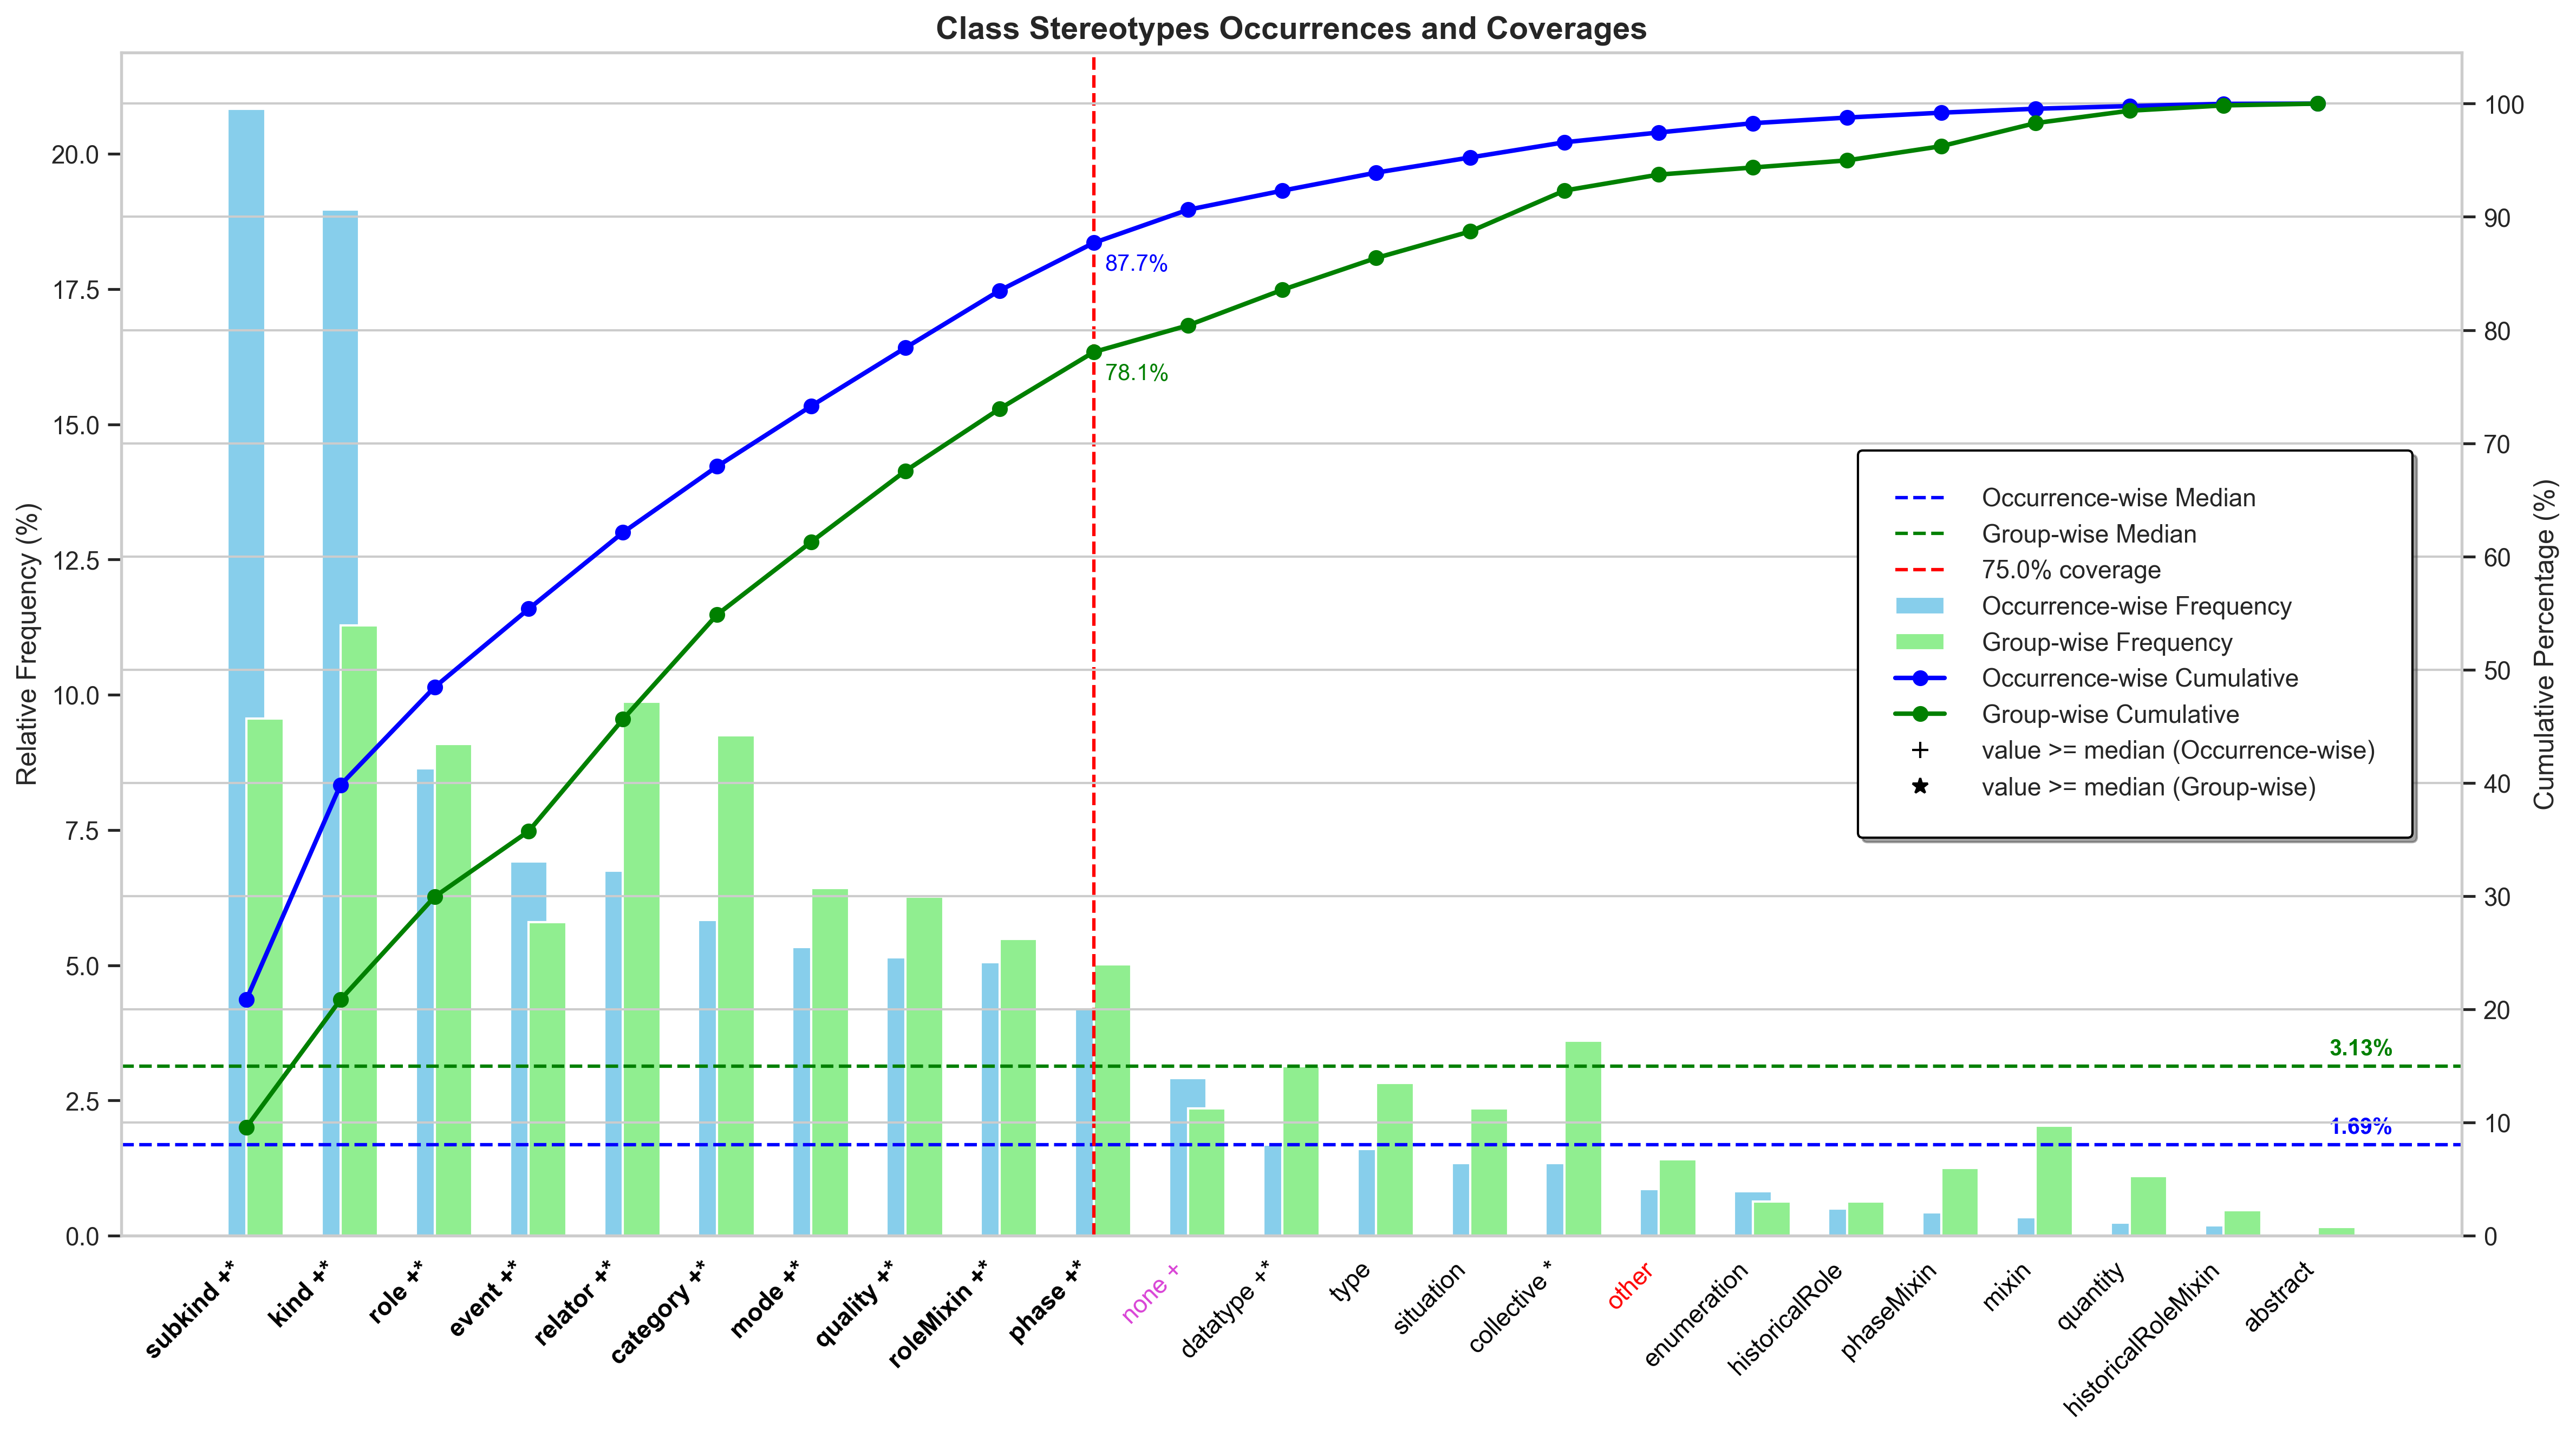 Class Stereotypes Occurrences and Coverages
Relative Frequency (%)
20.0
17.5
15.0
12.5
10.0
7.5
5.0
2.5
0.0
87.7%
78.1%
3.13%
1.69%
Occurrence-wise Median
Group-wise Median
75.0% coverage
Occurrence-wise Frequency
Group-wise Frequency
Occurrence-wise Cumulative
Group-wise Cumulative
value >= median (Occurrence-wise)
value >= median (Group-wise)
100
90
80
70
60
50
40
30
20
10
0
Cumulative Percentage (%)
subkind +*
kind +*
role +*
event +*
relator +*
category +*
mode +*
quality +*
roleMixin +*
phase +*
none +
datatype +*
type
situation
collective *
other
enumeration
historicalRole
phaseMixin
mixin
quantity
historicalRoleMixin
abstract